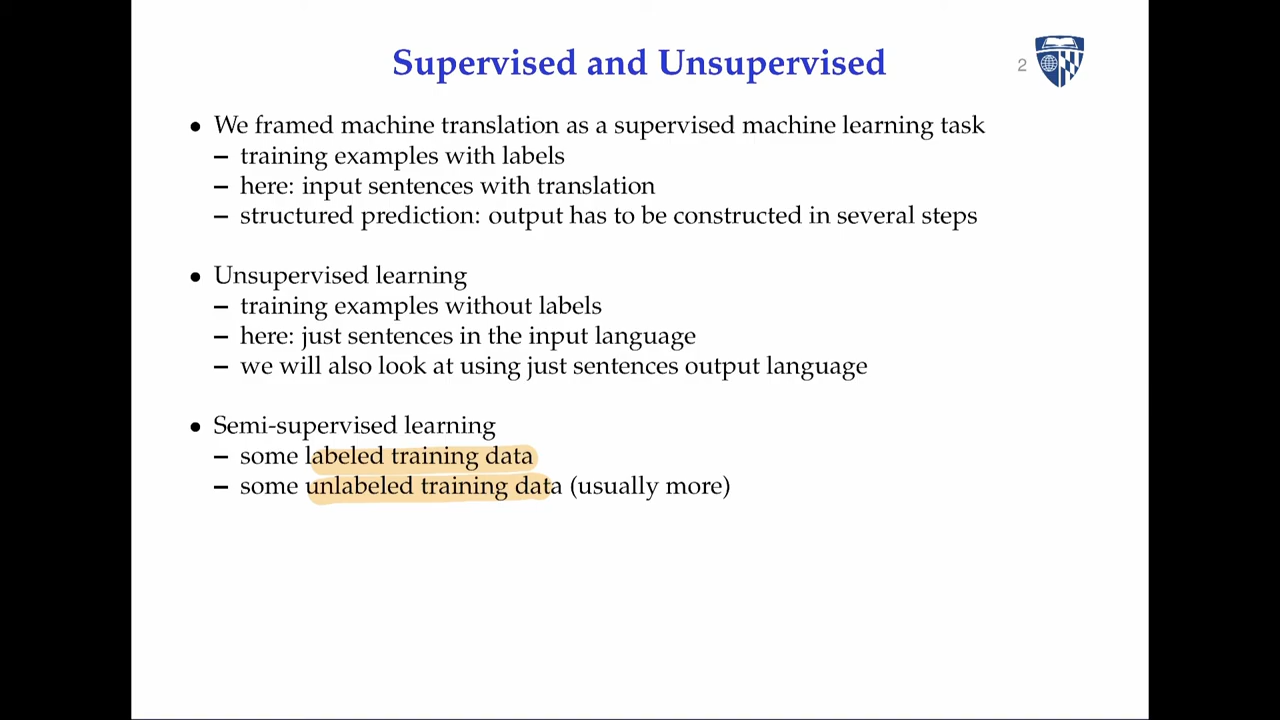 Supervised and Unsupervised
2
• We framed machine translation as a supervised machine learning task
– training examples with labels
– here: input sentences with translation
– structured prediction: output has to be constructed in several steps
• Unsupervised learning
– training examples without labels
– here: just sentences in the input language
– we will also look at using just sentences output language
• Semi-supervised learning
– some labeled training data
– some unlabeled training data (usually more)